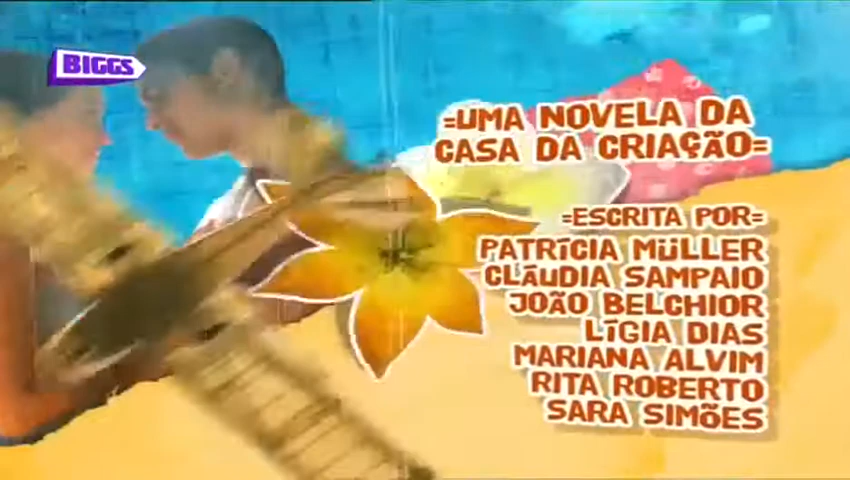 BIGGS
=UMA NOVELA DA
CASA DA CRIAÇÃO=
=ESCRITA POR=
PATRÍCIA MÜLLER
CLÁUDIA SAMPAIO
JOÃO BELCHIOR
LÍGIA DIAS
MARIANA ALVIM
RITA ROBERTO
SARA SIMÕES